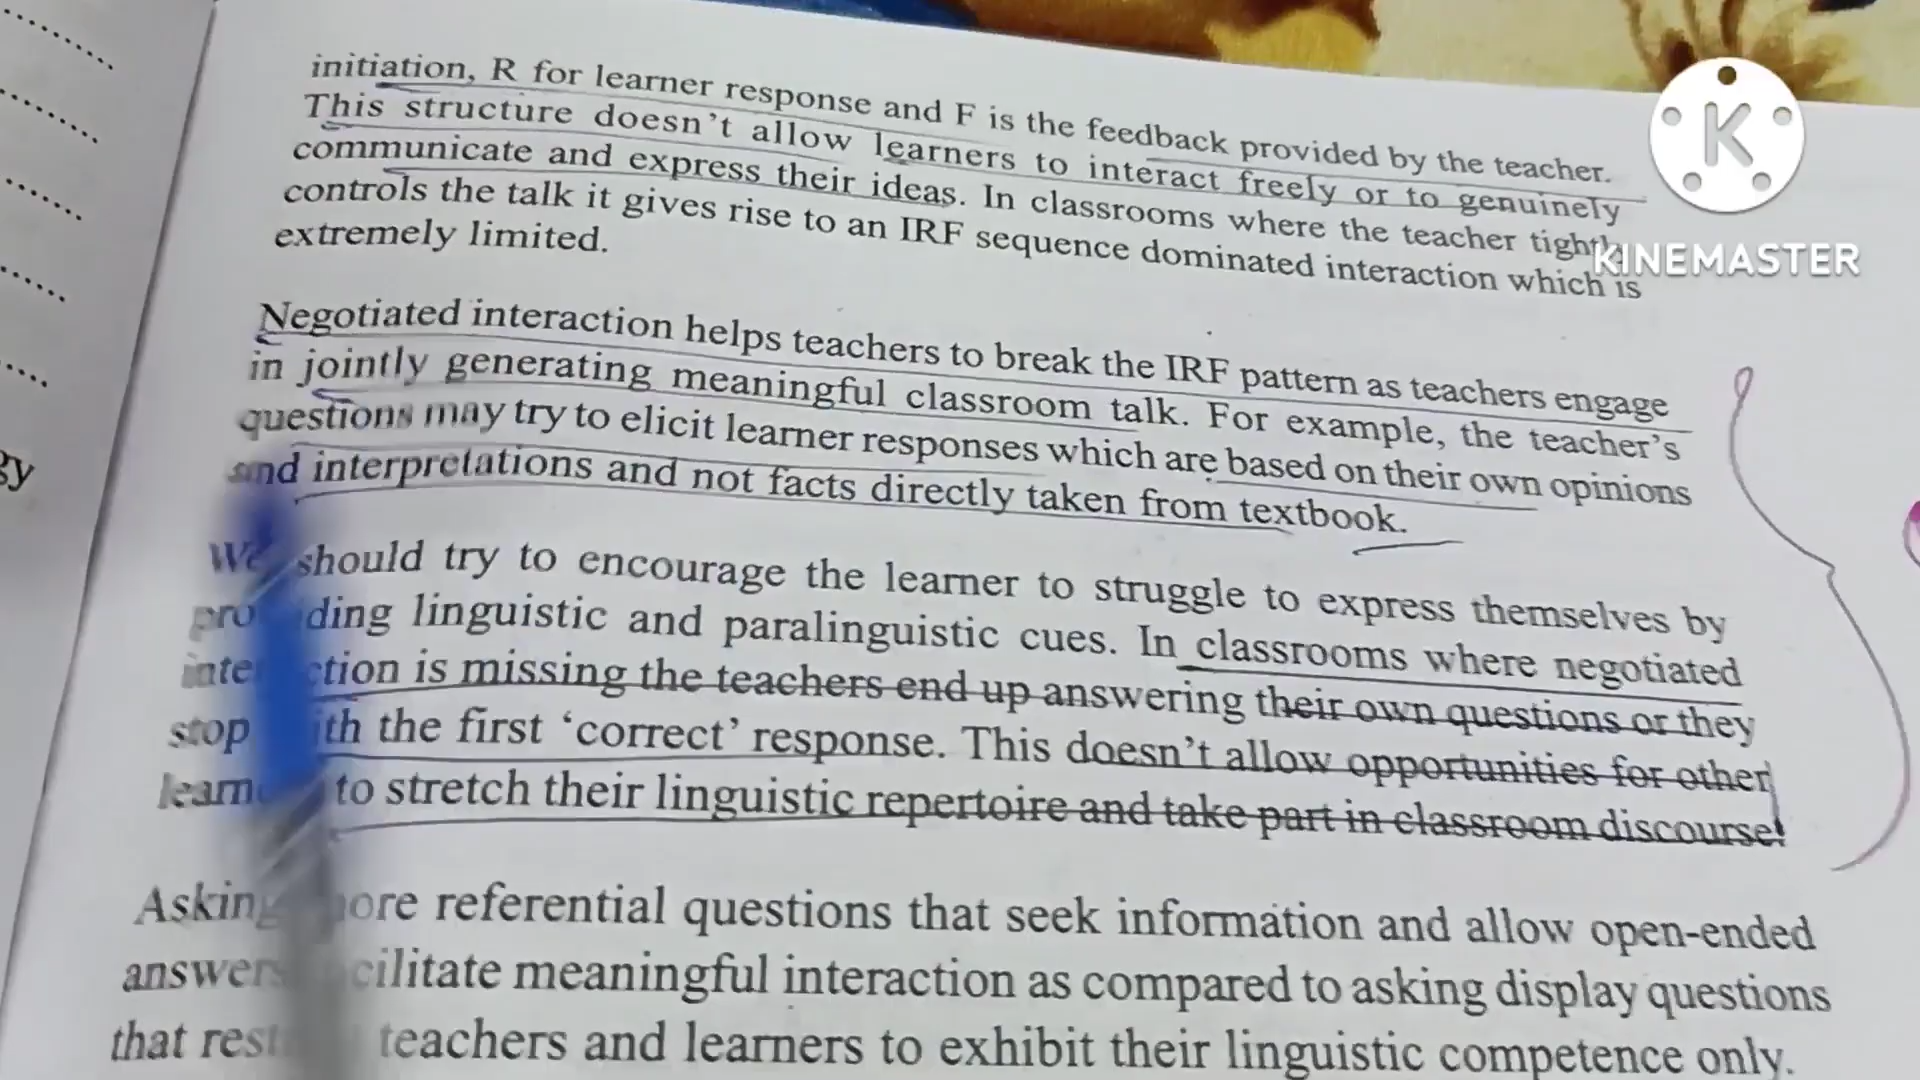 initiation, R for learner response and F is the feedback provided by the teacher.
This structure doesn't allow learners to interact freely or to genuinely
communicate and express their ideas. In classrooms where the teacher tightly
controls the talk it gives rise to an IRF sequence dominated interaction which is
extremely limited.
Negotiated interaction helps teachers to break the IRF pattern as teachers engage
in jointly generating meaningful classroom talk. For example, the teacher's
questions may try to elicit learner responses which are based on their own opinions
and interpretations and not facts directly taken from textbook.
We should try to encourage the learner to struggle to express themselves by
linguistic and paralinguistic cues. In classrooms where negotiated
is missing the teachers end up answering their own questions or they
stop with the first 'correct' response. This doesn't allow opportunities for other
to stretch their linguistic repertoire and take part in classroom discourse.
Asking more referential questions that seek information and allow open-ended
answers meaningful interaction as compared to asking display questions
that teachers and learners to exhibit their linguistic competence only.
K
KINEMASTER